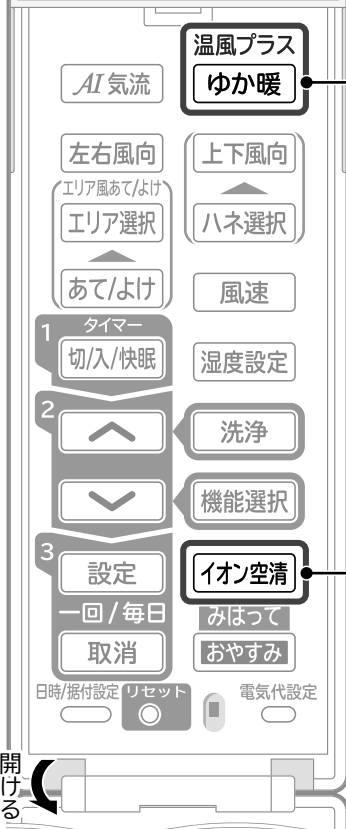 温風プラス
AI 気流
ゆか暖
左右風向
上下風向
エリア風あて/よけ
エリア選択
ハネ選択
あて/よけ
風速
1
タイマー
切/入/快眠
湿度設定
2
洗浄
機能選択
3
設定
イオン空清
一回/毎日
みはって
取消
おやすみ
日時/据付設定
リセット
電気代設定
開ける